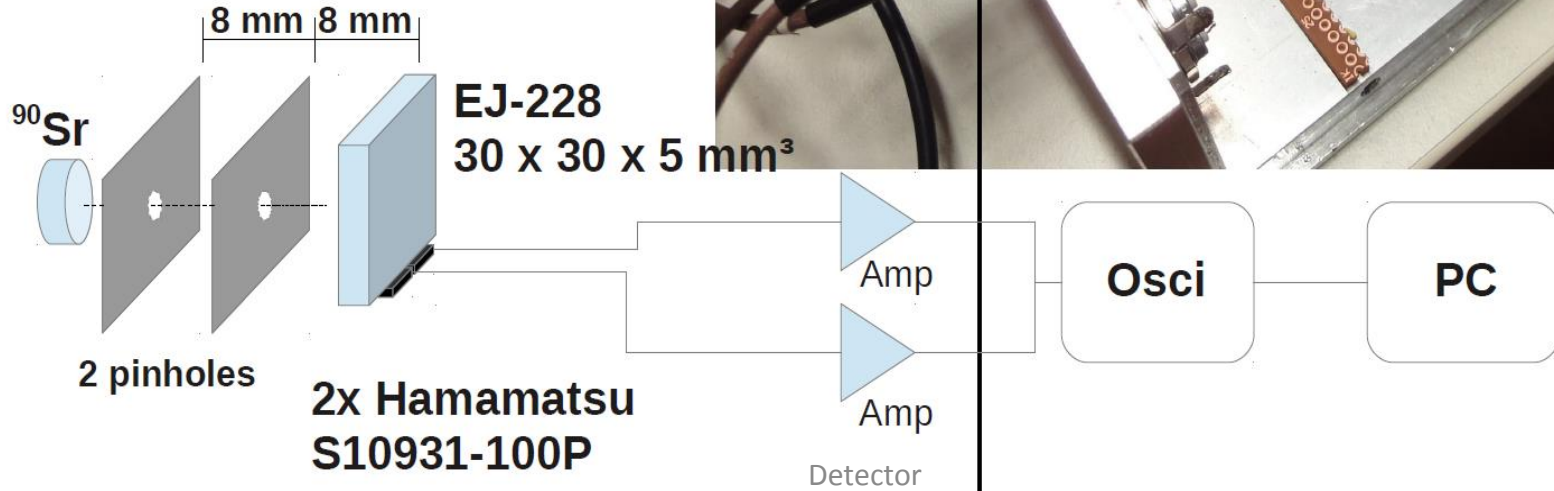 8 mm 8 mm
⁹⁰Sr
EJ-228
30 x 30 x 5 mm³
Amp
Osci
PC
2 pinholes
2x Hamamatsu
S10931-100P
Amp
Detector